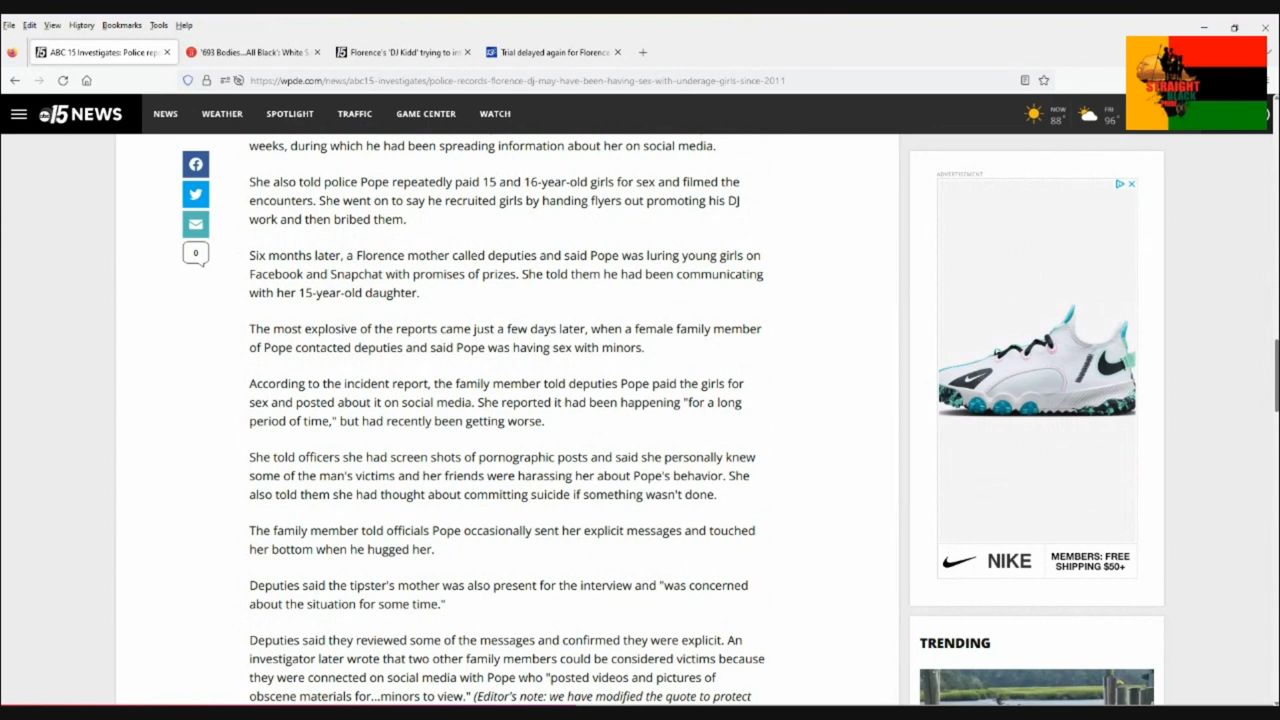 File Edit View History Bookmarks Tools Help
ABC 15 Investigates: Police repo
'693 Bodies...All Black': White S
Florence's 'DJ Kidd' trying to int
Trial delayed again for Florence
https://wpde.com/news/abc15-investigates/police-records-florence-dj-may-have-been-having-sex-with-underage-girls-since-2011
STRAIGHT
BLACK
PRIDE
abc 15 NEWS
NEWS WEATHER SPOTLIGHT TRAFFIC GAME CENTER WATCH
NOW
88°
FRI
96°
weeks, during which he had been spreading information about her on social media.
She also told police Pope repeatedly paid 15 and 16-year-old girls for sex and filmed the
encounters. She went on to say he recruited girls by handing flyers out promoting his DJ
work and then bribed them.
0
Six months later, a Florence mother called deputies and said Pope was luring young girls on
Facebook and Snapchat with promises of prizes. She told them he had been communicating
with her 15-year-old daughter.
The most explosive of the reports came just a few days later, when a female family member
of Pope contacted deputies and said Pope was having sex with minors.
According to the incident report, the family member told deputies Pope paid the girls for
sex and posted about it on social media. She reported it had been happening "for a long
period of time," but had recently been getting worse.
She told officers she had screen shots of pornographic posts and said she personally knew
some of the man's victims and her friends were harassing her about Pope's behavior. She
also told them she had thought about committing suicide if something wasn't done.
The family member told officials Pope occasionally sent her explicit messages and touched
her bottom when he hugged her.
Deputies said the tipster's mother was also present for the interview and "was concerned
about the situation for some time."
Deputies said they reviewed some of the messages and confirmed they were explicit. An
investigator later wrote that two other family members could be considered victims because
they were connected on social media with Pope who "posted videos and pictures of
obscene materials for...minors to view." (Editor's note: we have modified the quote to protect
ADVERTISEMENT
NIKE
MEMBERS: FREE
SHIPPING $50+
TRENDING